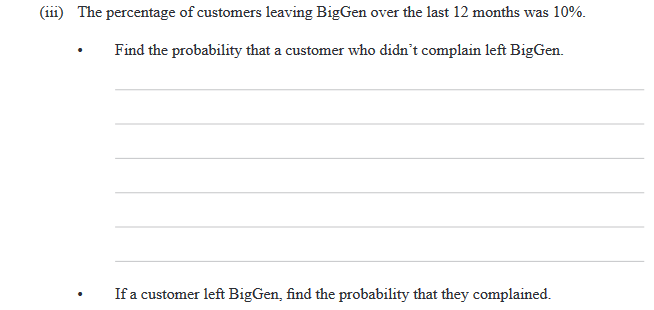 (iii) The percentage of customers leaving BigGen over the last 12 months was 10%.
• Find the probability that a customer who didn’t complain left BigGen.
• If a customer left BigGen, find the probability that they complained.